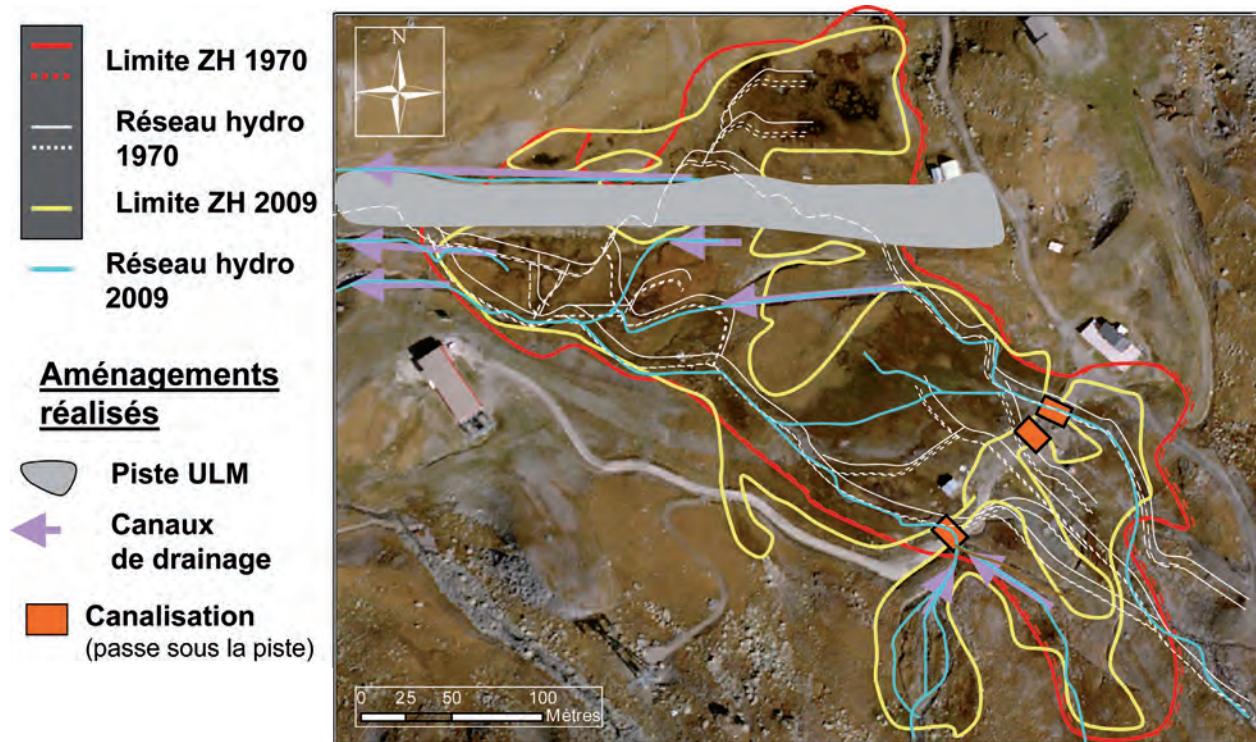 Limite ZH 1970
Réseau hydro
1970
Limite ZH 2009
Réseau hydro
2009
Aménagements
réalisés
Piste ULM
Canaux
de drainage
Canalisation
(passe sous la piste)
N
0 25 50 100
Mètres